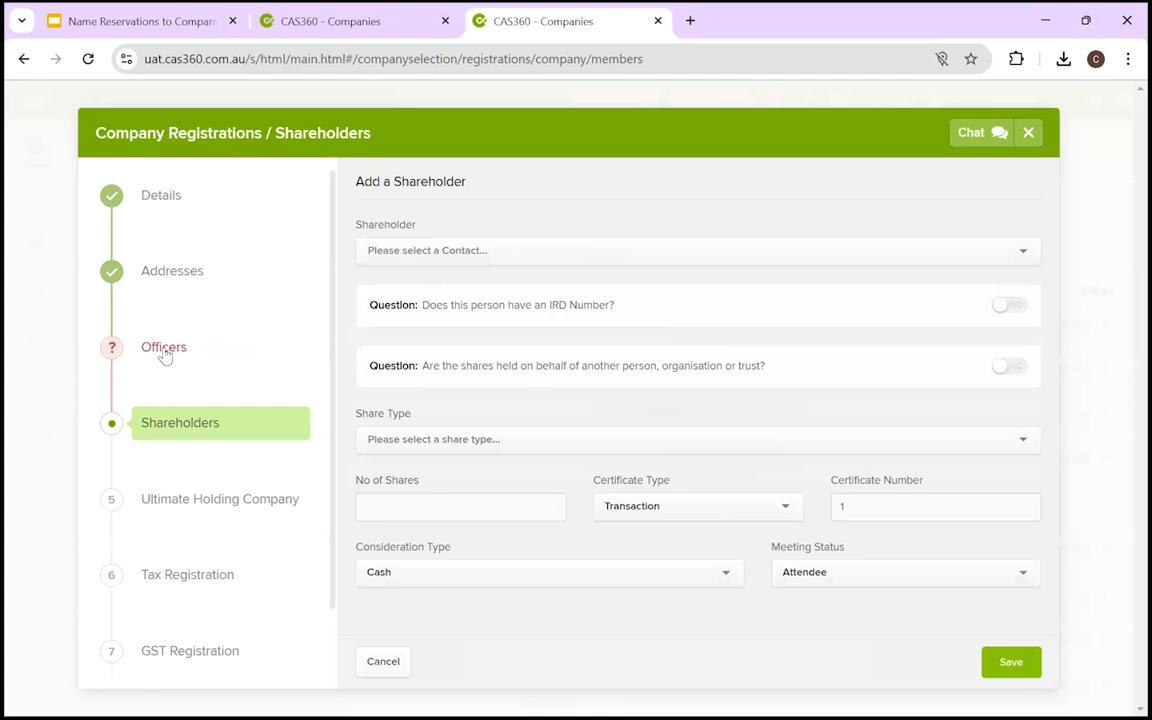 Name Reservations to Compan
CAS360 - Companies
CAS360 - Companies
uat.cas360.com.au/s/html/main.html#/companyselection/registrations/company/members
C
Company Registrations / Shareholders
Chat
Details
Addresses
?
Officers
Shareholders
5
Ultimate Holding Company
6
Tax Registration
7
GST Registration
Add a Shareholder
Shareholder
Please select a Contact...
Question: Does this person have an IRD Number?
NO
Question: Are the shares held on behalf of another person, organisation or trust?
NO
Share Type
Please select a share type...
No of Shares
Certificate Type
Certificate Number
Transaction
1
Consideration Type
Meeting Status
Cash
Attendee
Cancel
Save